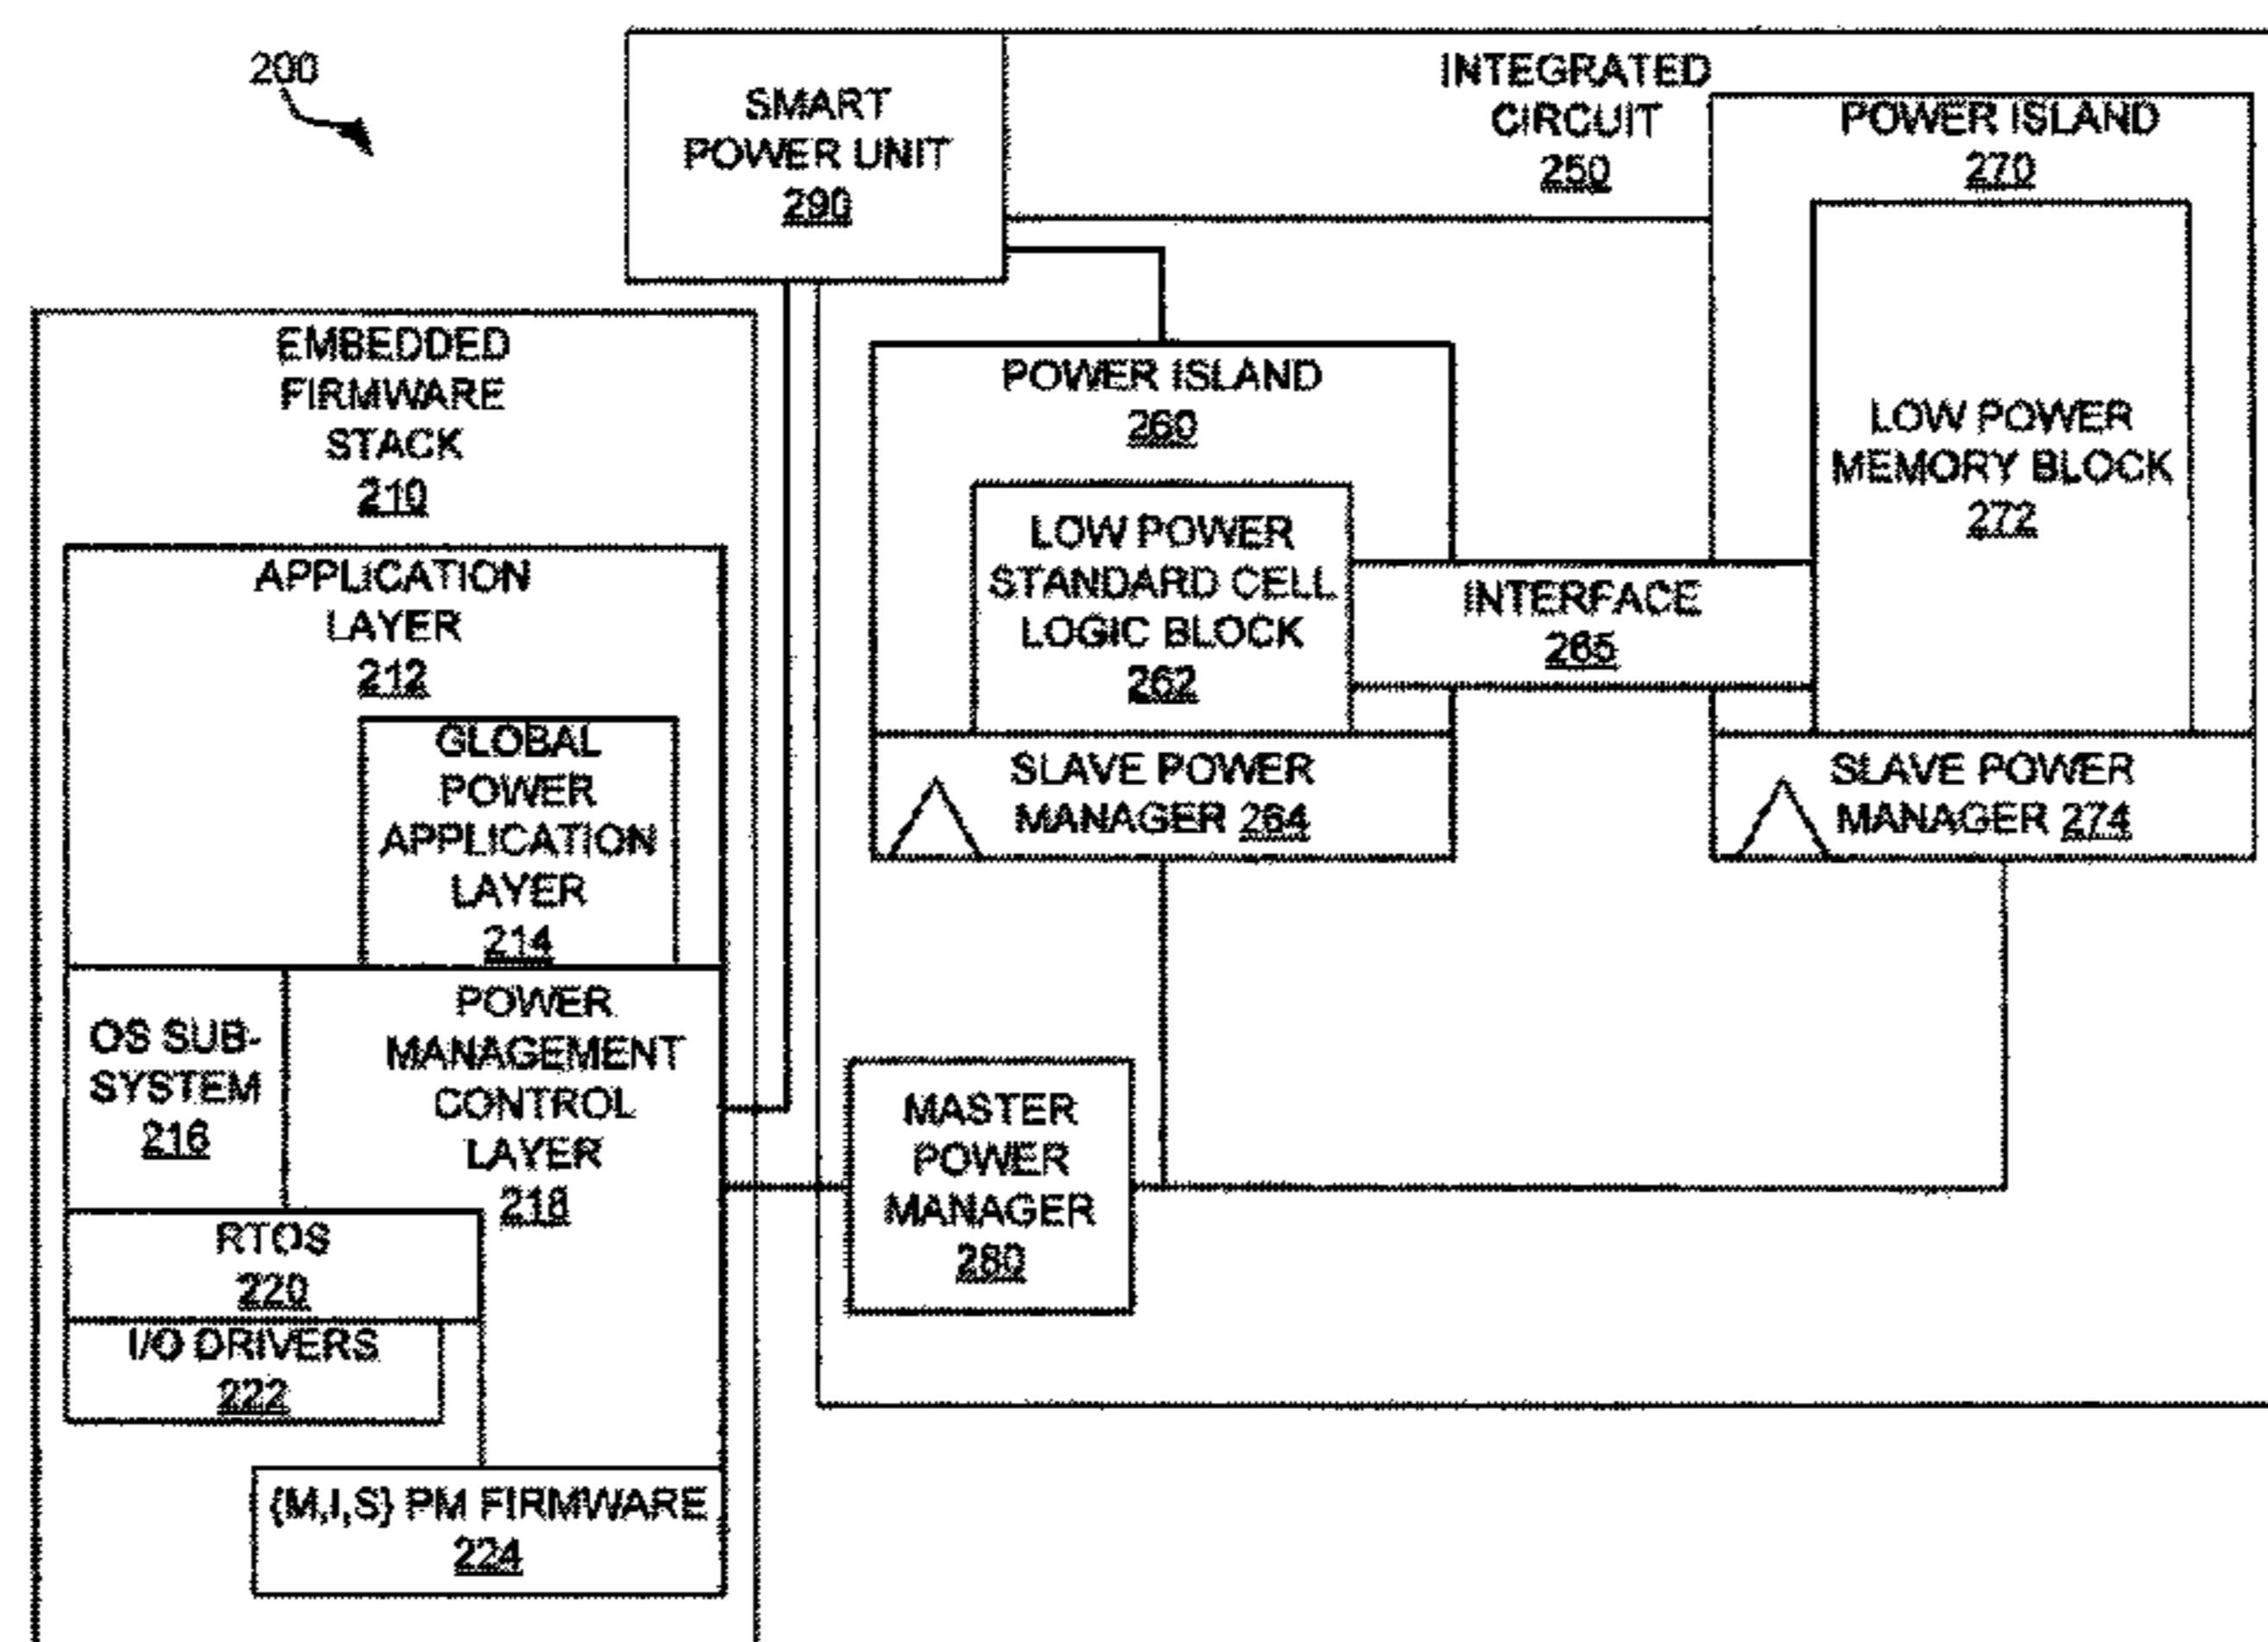 200
SMART
POWER UNIT
290
INTEGRATED
CIRCUIT
250
POWER ISLAND
270
LOW POWER
MEMORY BLOCK
272
SLAVE POWER
MANAGER 274
POWER ISLAND
260
LOW POWER
STANDARD CELL
LOGIC BLOCK
262
INTERFACE
265
SLAVE POWER
MANAGER 264
MASTER
POWER
MANAGER
280
EMBEDDED
FIRMWARE
STACK
210
APPLICATION
LAYER
212
GLOBAL
POWER
APPLICATION
LAYER
214
OS SUB-
SYSTEM
216
POWER
MANAGEMENT
CONTROL
LAYER
218
RTOS
220
I/O DRIVERS
222
{M,I,S} PM FIRMWARE
224